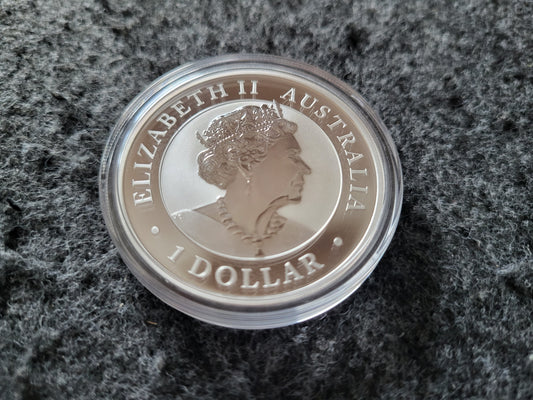 ELIZABETH II AUSTRALIA
• 1 DOLLAR •